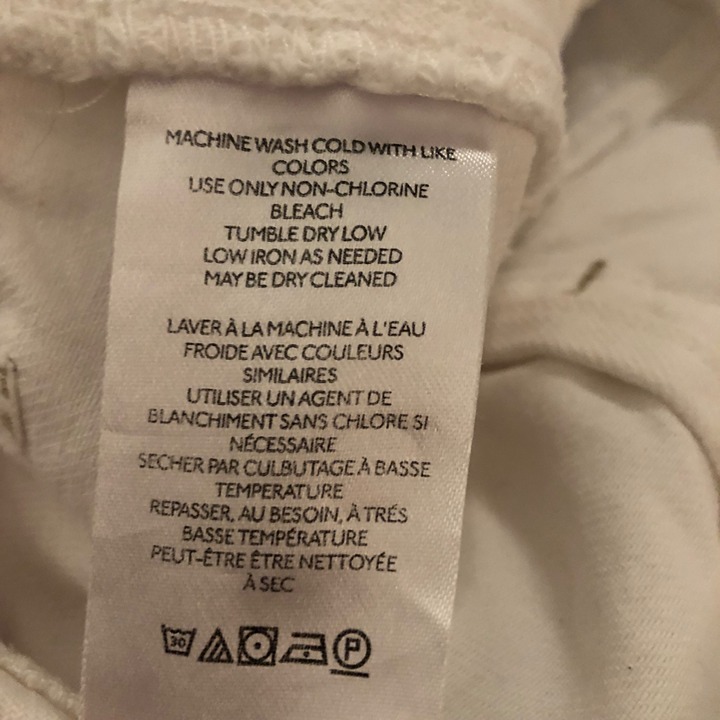 MACHINE WASH COLD WITH LIKE
COLORS
USE ONLY NON-CHLORINE
BLEACH
TUMBLE DRY LOW
LOW IRON AS NEEDED
MAY BE DRY CLEANED
LAVER À LA MACHINE À L'EAU
FROIDE AVEC COULEURS
SIMILAIRES
UTILISER UN AGENT DE
BLANCHIMENT SANS CHLORE SI
NÉCESSAIRE
SECHER PAR CULBUTAGE À BASSE
TEMPERATURE
REPASSER, AU BESOIN, À TRÉS
BASSE TEMPÉRATURE
PEUT-ÊTRE ÊTRE NETTOYÉE
À SEC
30 P